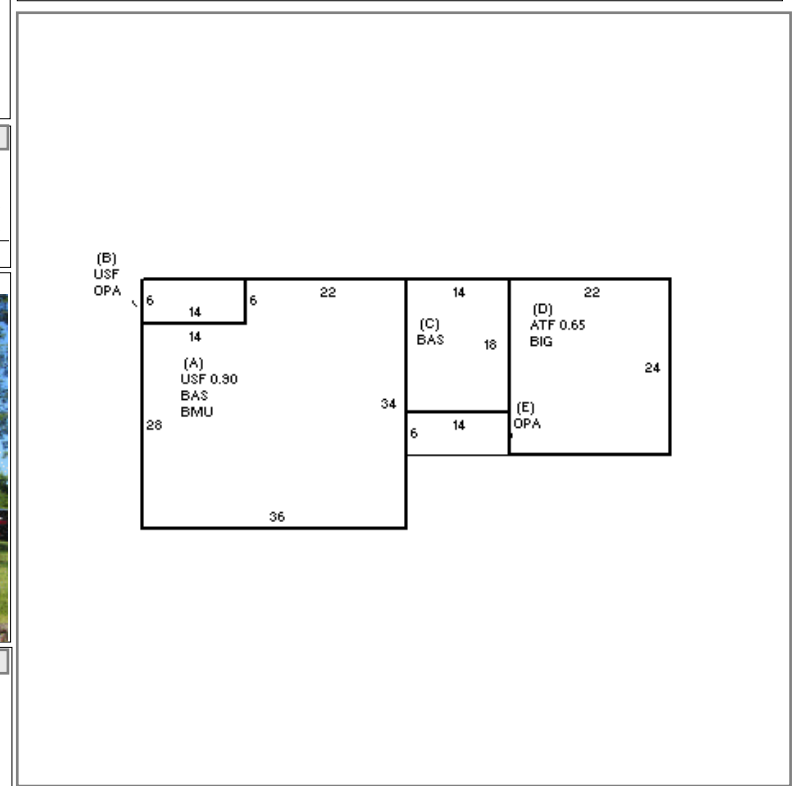 (B)
USF
OPA
6
14
6
22
14
22
14
(A)
USF 0.90
BAS
BMU
28
34
36
(C)
BAS
18
(D)
ATF 0.65
BIG
24
6
14
(E)
OPA